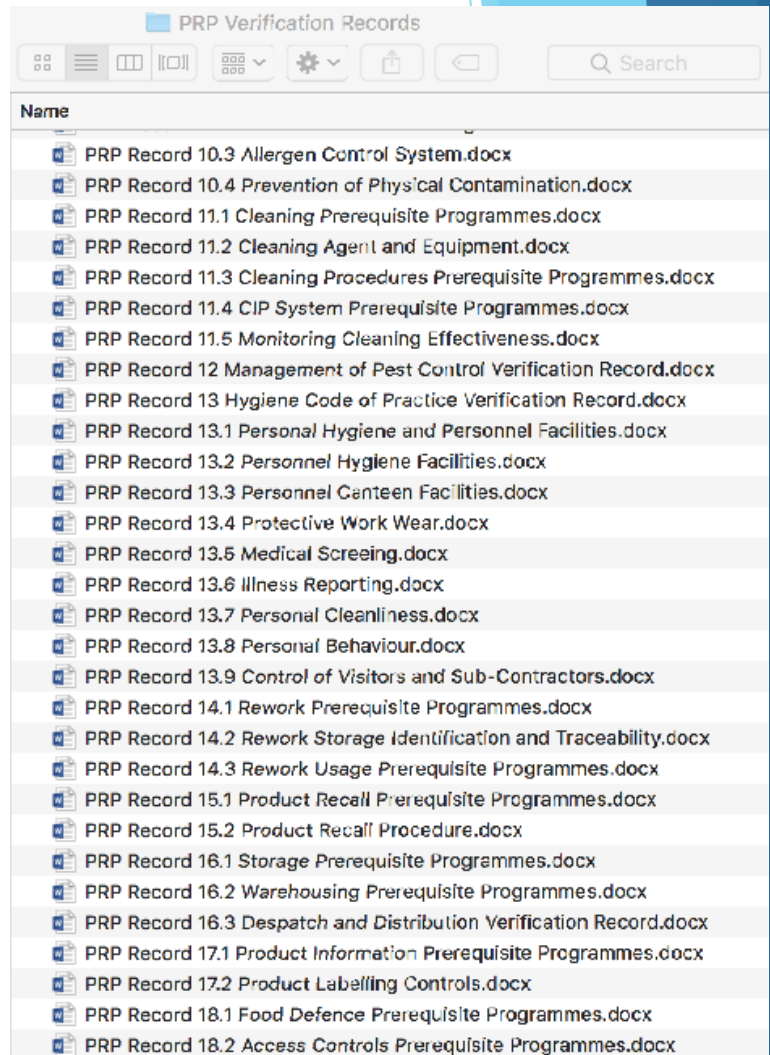 PRP Verification Records
Search
Name
PRP Record 10.3 Allergen Control System.docx
PRP Record 10.4 Prevention of Physical Contamination.docx
PRP Record 11.1 Cleaning Prerequisite Programmes.docx
PRP Record 11.2 Cleaning Agent and Equipment.docx
PRP Record 11.3 Cleaning Procedures Prerequisite Programmes.docx
PRP Record 11.4 CIP System Prerequisite Programmes.docx
PRP Record 11.5 Monitoring Cleaning Effectiveness.docx
PRP Record 12 Management of Pest Control Verification Record.docx
PRP Record 13 Hygiene Code of Practice Verification Record.docx
PRP Record 13.1 Personal Hygiene and Personnel Facilities.docx
PRP Record 13.2 Personnel Hygiene Facilities.docx
PRP Record 13.3 Personnel Canteen Facilities.docx
PRP Record 13.4 Protective Work Wear.docx
PRP Record 13.5 Medical Screeing.docx
PRP Record 13.6 Illness Reporting.docx
PRP Record 13.7 Personal Cleanliness.docx
PRP Record 13.8 Personal Behaviour.docx
PRP Record 13.9 Control of Visitors and Sub-Contractors.docx
PRP Record 14.1 Rework Prerequisite Programmes.docx
PRP Record 14.2 Rework Storage Identification and Traceability.docx
PRP Record 14.3 Rework Usage Prerequisite Programmes.docx
PRP Record 15.1 Product Recall Prerequisite Programmes.docx
PRP Record 15.2 Product Recall Procedure.docx
PRP Record 16.1 Storage Prerequisite Programmes.docx
PRP Record 16.2 Warehousing Prerequisite Programmes.docx
PRP Record 16.3 Despatch and Distribution Verification Record.docx
PRP Record 17.1 Product Information Prerequisite Programmes.docx
PRP Record 17.2 Product Labelling Controls.docx
PRP Record 18.1 Food Defence Prerequisite Programmes.docx
PRP Record 18.2 Access Controls Prerequisite Programmes.docx